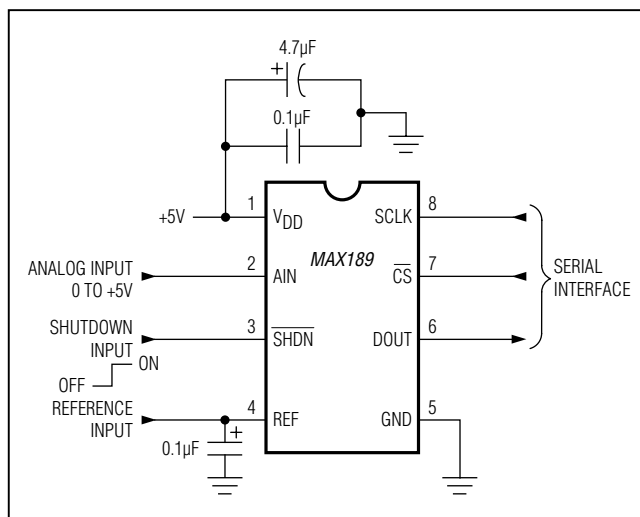 +
4.7µF
0.1µF
+5V
1
VDD
SCLK
8
MAX189
ANALOG INPUT
0 TO +5V
2
AIN
CS
7
SERIAL
INTERFACE
SHUTDOWN
INPUT
3
SHDN
DOUT
6
OFF
ON
REFERENCE
INPUT
4
REF
GND
5
0.1µF
+